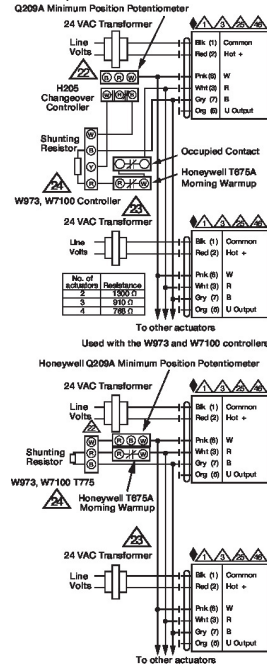 Q209A Minimum Position Potentiometer
24 VAC Transformer
1 3 25 46
Line
Volts
Blk (1) Common
Red (2) Hot +
22
B R W
Pnk (6) W
Wht (3) R
Gry (7) B
Org (5) U Output
H205
Changeover
Controller
W R B
Shunting
Resistor
W
B
Y
R
Occupied Contact
Honeywell T675A
Morning Warmup
R W
24
W973, W7100 Controller
23
24 VAC Transformer
1 3 25 46
Line
Volts
Blk (1) Common
Red (2) Hot +
Pnk (6) W
Wht (3) R
Gry (7) B
Org (5) U Output
No. of actuators Resistance
2 1300 Ω
3 910 Ω
4 768 Ω
To other actuators
Used with the W973 and W7100 controllers
Honeywell Q209A Minimum Position Potentiometer
24 VAC Transformer
1 3 25 46
Line
Volts
Blk (1) Common
Red (2) Hot +
22
Pnk (6) W
Wht (3) R
Gry (7) B
Org (5) U Output
W R B W
Shunting
Resistor
R R W
B
W973, W7100 T775
24
Honeywell T675A
Morning Warmup
23
24 VAC Transformer
1 3 25 46
Line
Volts
Blk (1) Common
Red (2) Hot +
Pnk (6) W
Wht (3) R
Gry (7) B
Org (5) U Output
To other actuators